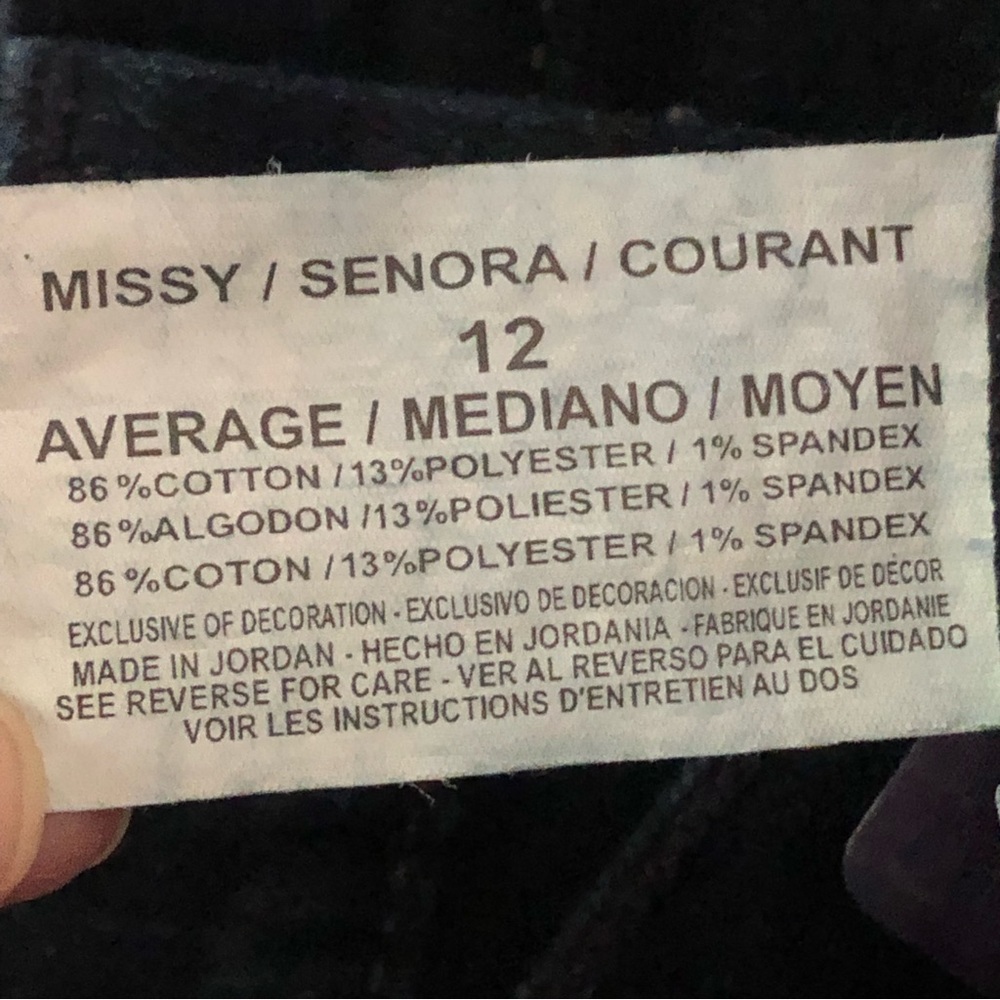 MISSY / SENORA / COURANT
12
AVERAGE / MEDIANO / MOYEN
86 %COTTON / 13%POLYESTER / 1% SPANDEX
86 %ALGODON /13%POLIESTER / 1% SPANDEX
86 %COTON / 13%POLYESTER / 1% SPANDEX
EXCLUSIVE OF DECORATION - EXCLUSIVO DE DECORACION - EXCLUSIF DE DÉCOR
MADE IN JORDAN - HECHO EN JORDANIA - FABRIQUE EN JORDANIE
SEE REVERSE FOR CARE - VER AL REVERSO PARA EL CUIDADO
VOIR LES INSTRUCTIONS D'ENTRETIEN AU DOS